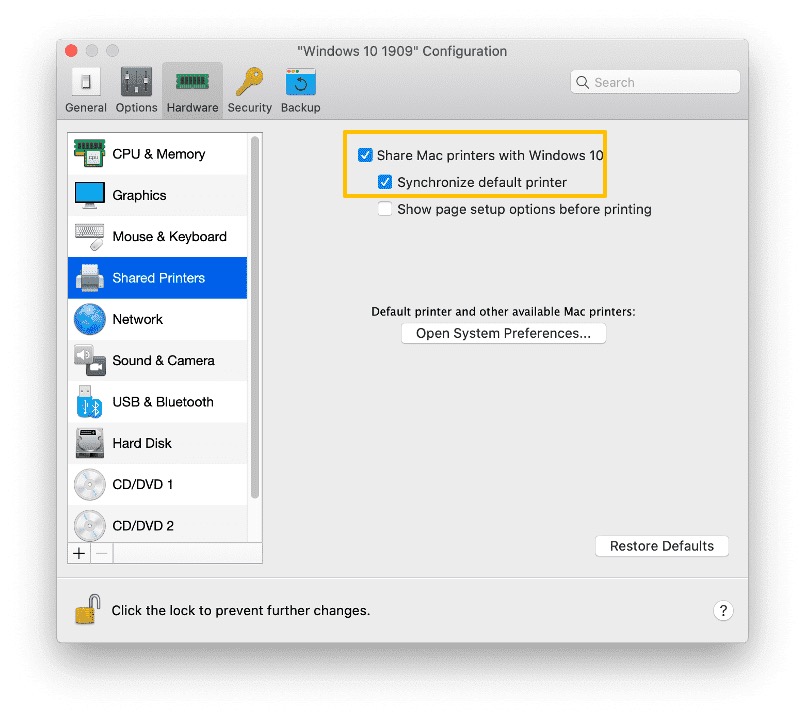 "Windows 10 1909" Configuration
General Options Hardware Security Backup
Search
CPU & Memory
Graphics
Mouse & Keyboard
Shared Printers
Network
Sound & Camera
USB & Bluetooth
Hard Disk
CD/DVD 1
CD/DVD 2
Share Mac printers with Windows 10
Synchronize default printer
Show page setup options before printing
Default printer and other available Mac printers:
Open System Preferences...
Restore Defaults
Click the lock to prevent further changes.
?